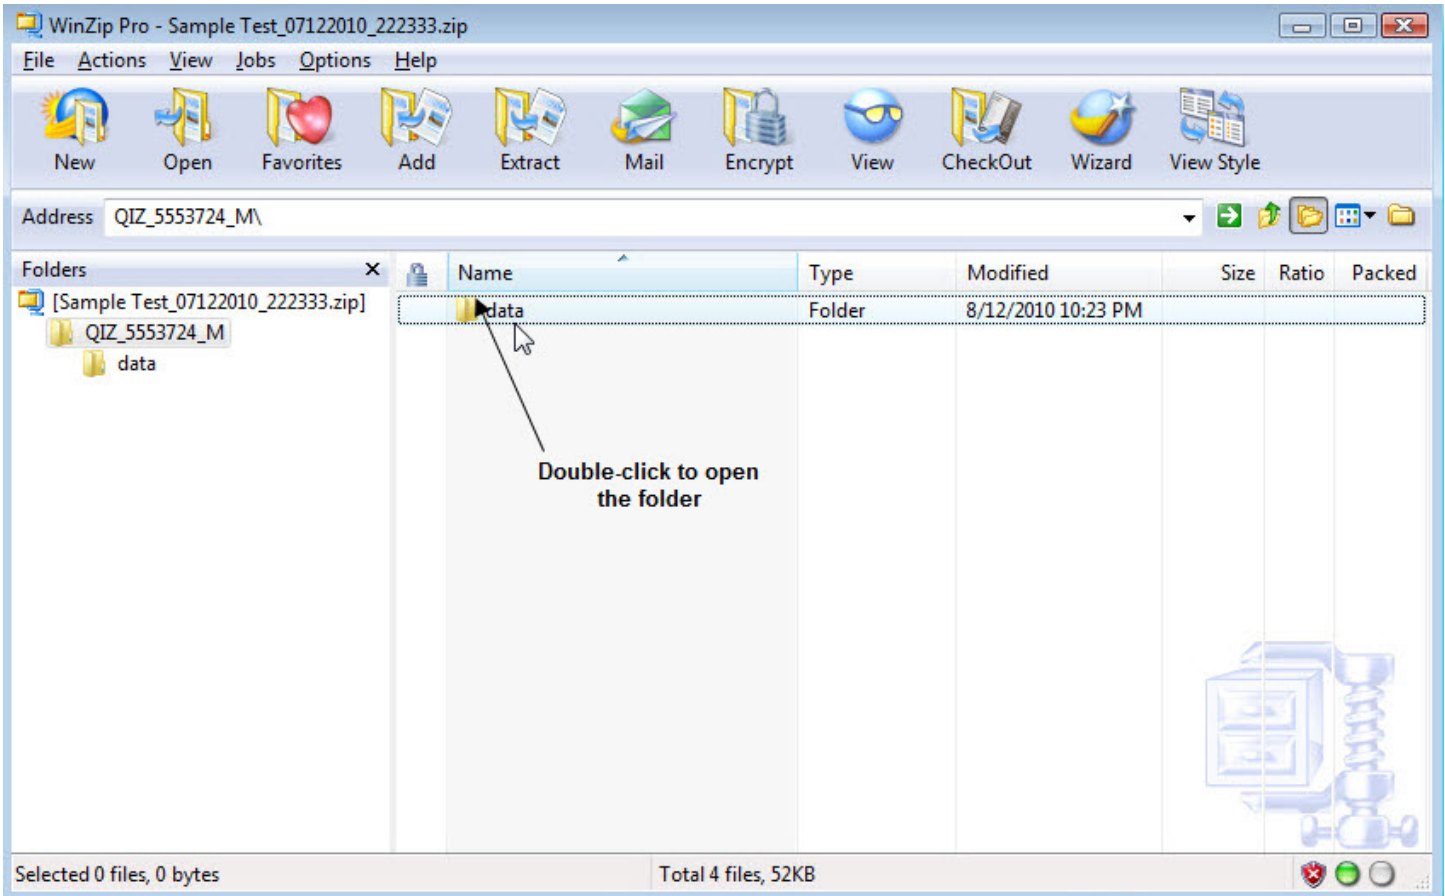 WinZip Pro - Sample Test_07122010_222333.zip
File Actions View Jobs Options Help
New Open Favorites Add Extract Mail Encrypt View CheckOut Wizard View Style
Address QIZ_5553724_M\
Folders Name Type Modified Size Ratio Packed
[Sample Test_07122010_222333.zip] data Folder 8/12/2010 10:23 PM
QIZ_5553724_M
data
Double-click to open
the folder
Selected 0 files, 0 bytes Total 4 files, 52KB